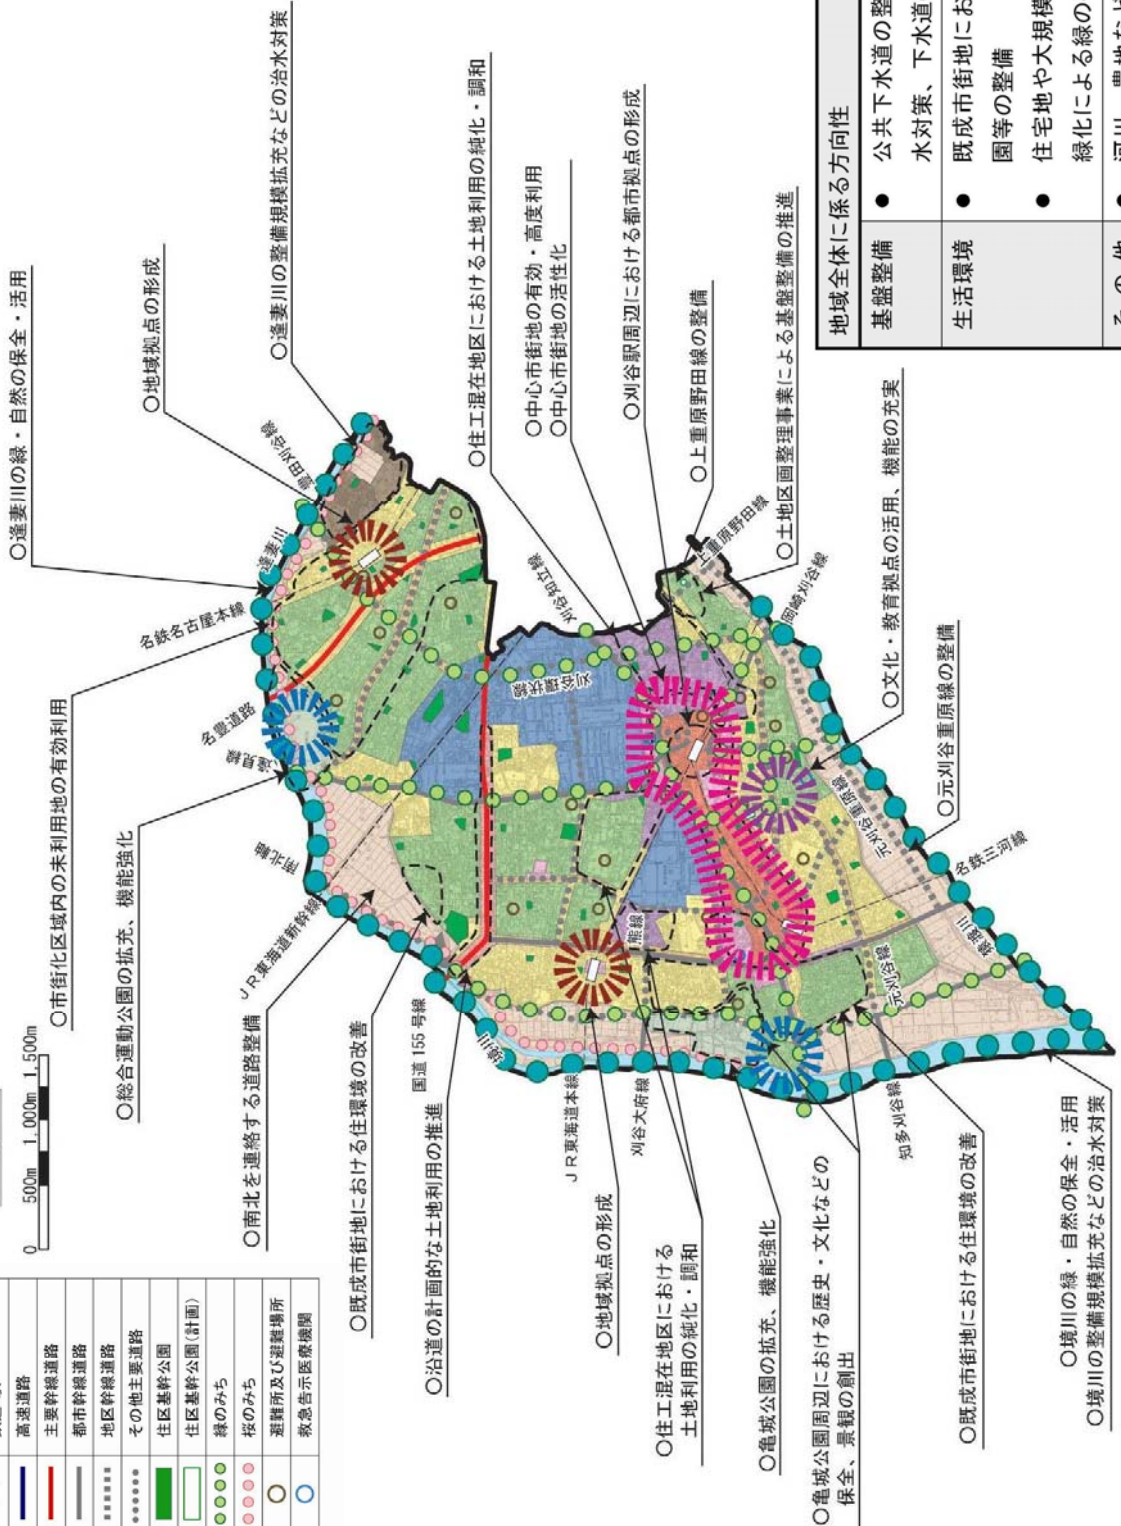 ○逢妻川の緑・自然の保全・活用
○地域拠点の形成
○逢妻川の整備規模拡充などの治水対策
○住工混在地区における土地利用の純化・調和
○中心市街地の有効・高度利用
○中心市街地の活性化
○刈谷駅周辺における都市拠点の形成
○上重原野田線の整備
○土地区画整理事業による基盤整備の推進
○文化・教育拠点の活用、機能の充実
○元刈谷重原線の整備
○市街化区域内の未利用地の有効利用
○総合運動公園の拡充、機能強化
○南北を連絡する道路整備
○既成市街地における住環境の改善
○沿道の計画的な土地利用の推進
○地域拠点の形成
○住工混在地区における
土地利用の純化・調和
○亀城公園の拡充、機能強化
○亀城公園周辺における歴史・文化などの
保全、景観の創出
○既成市街地における住環境の改善
○境川の緑・自然の保全・活用
○境川の整備規模拡充などの治水対策
豊田刈谷線
逢妻川
名鉄名古屋本線
名豊道路
逢見線
南北軸
JR東海道新幹線
国道155号線
境川
JR東海道本線
刈谷大府線
知多刈谷線
刈谷知立線
刈谷環状線
上重原野田線
岡崎刈谷線
元刈谷重原線
名鉄三河線
猿渡川
元刈谷線
熊線
0 500m 1,000m 1,500m
高速道路
主要幹線道路
都市幹線道路
地区幹線道路
その他主要道路
住区基幹公園
住区基幹公園(計画)
緑のみち
桜のみち
避難所及び避難場所
救急告示医療機関
地域全体に係る方向性
基盤整備
● 公共下水道の整
水対策、下水道
生活環境
● 既成市街地にお
園等の整備
● 住宅地や大規模
緑化による緑の
その他